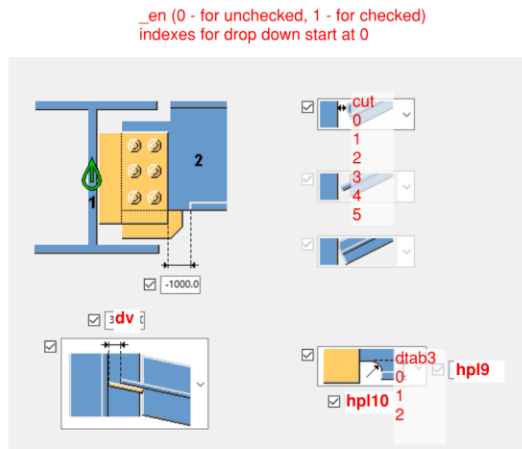 _en (0 - for unchecked, 1 - for checked)
indexes for drop down start at 0
cut
0
1
2
3
4
5
2
1
-1000.0
dv
dtab3
0
1
2
hpl9
hpl10